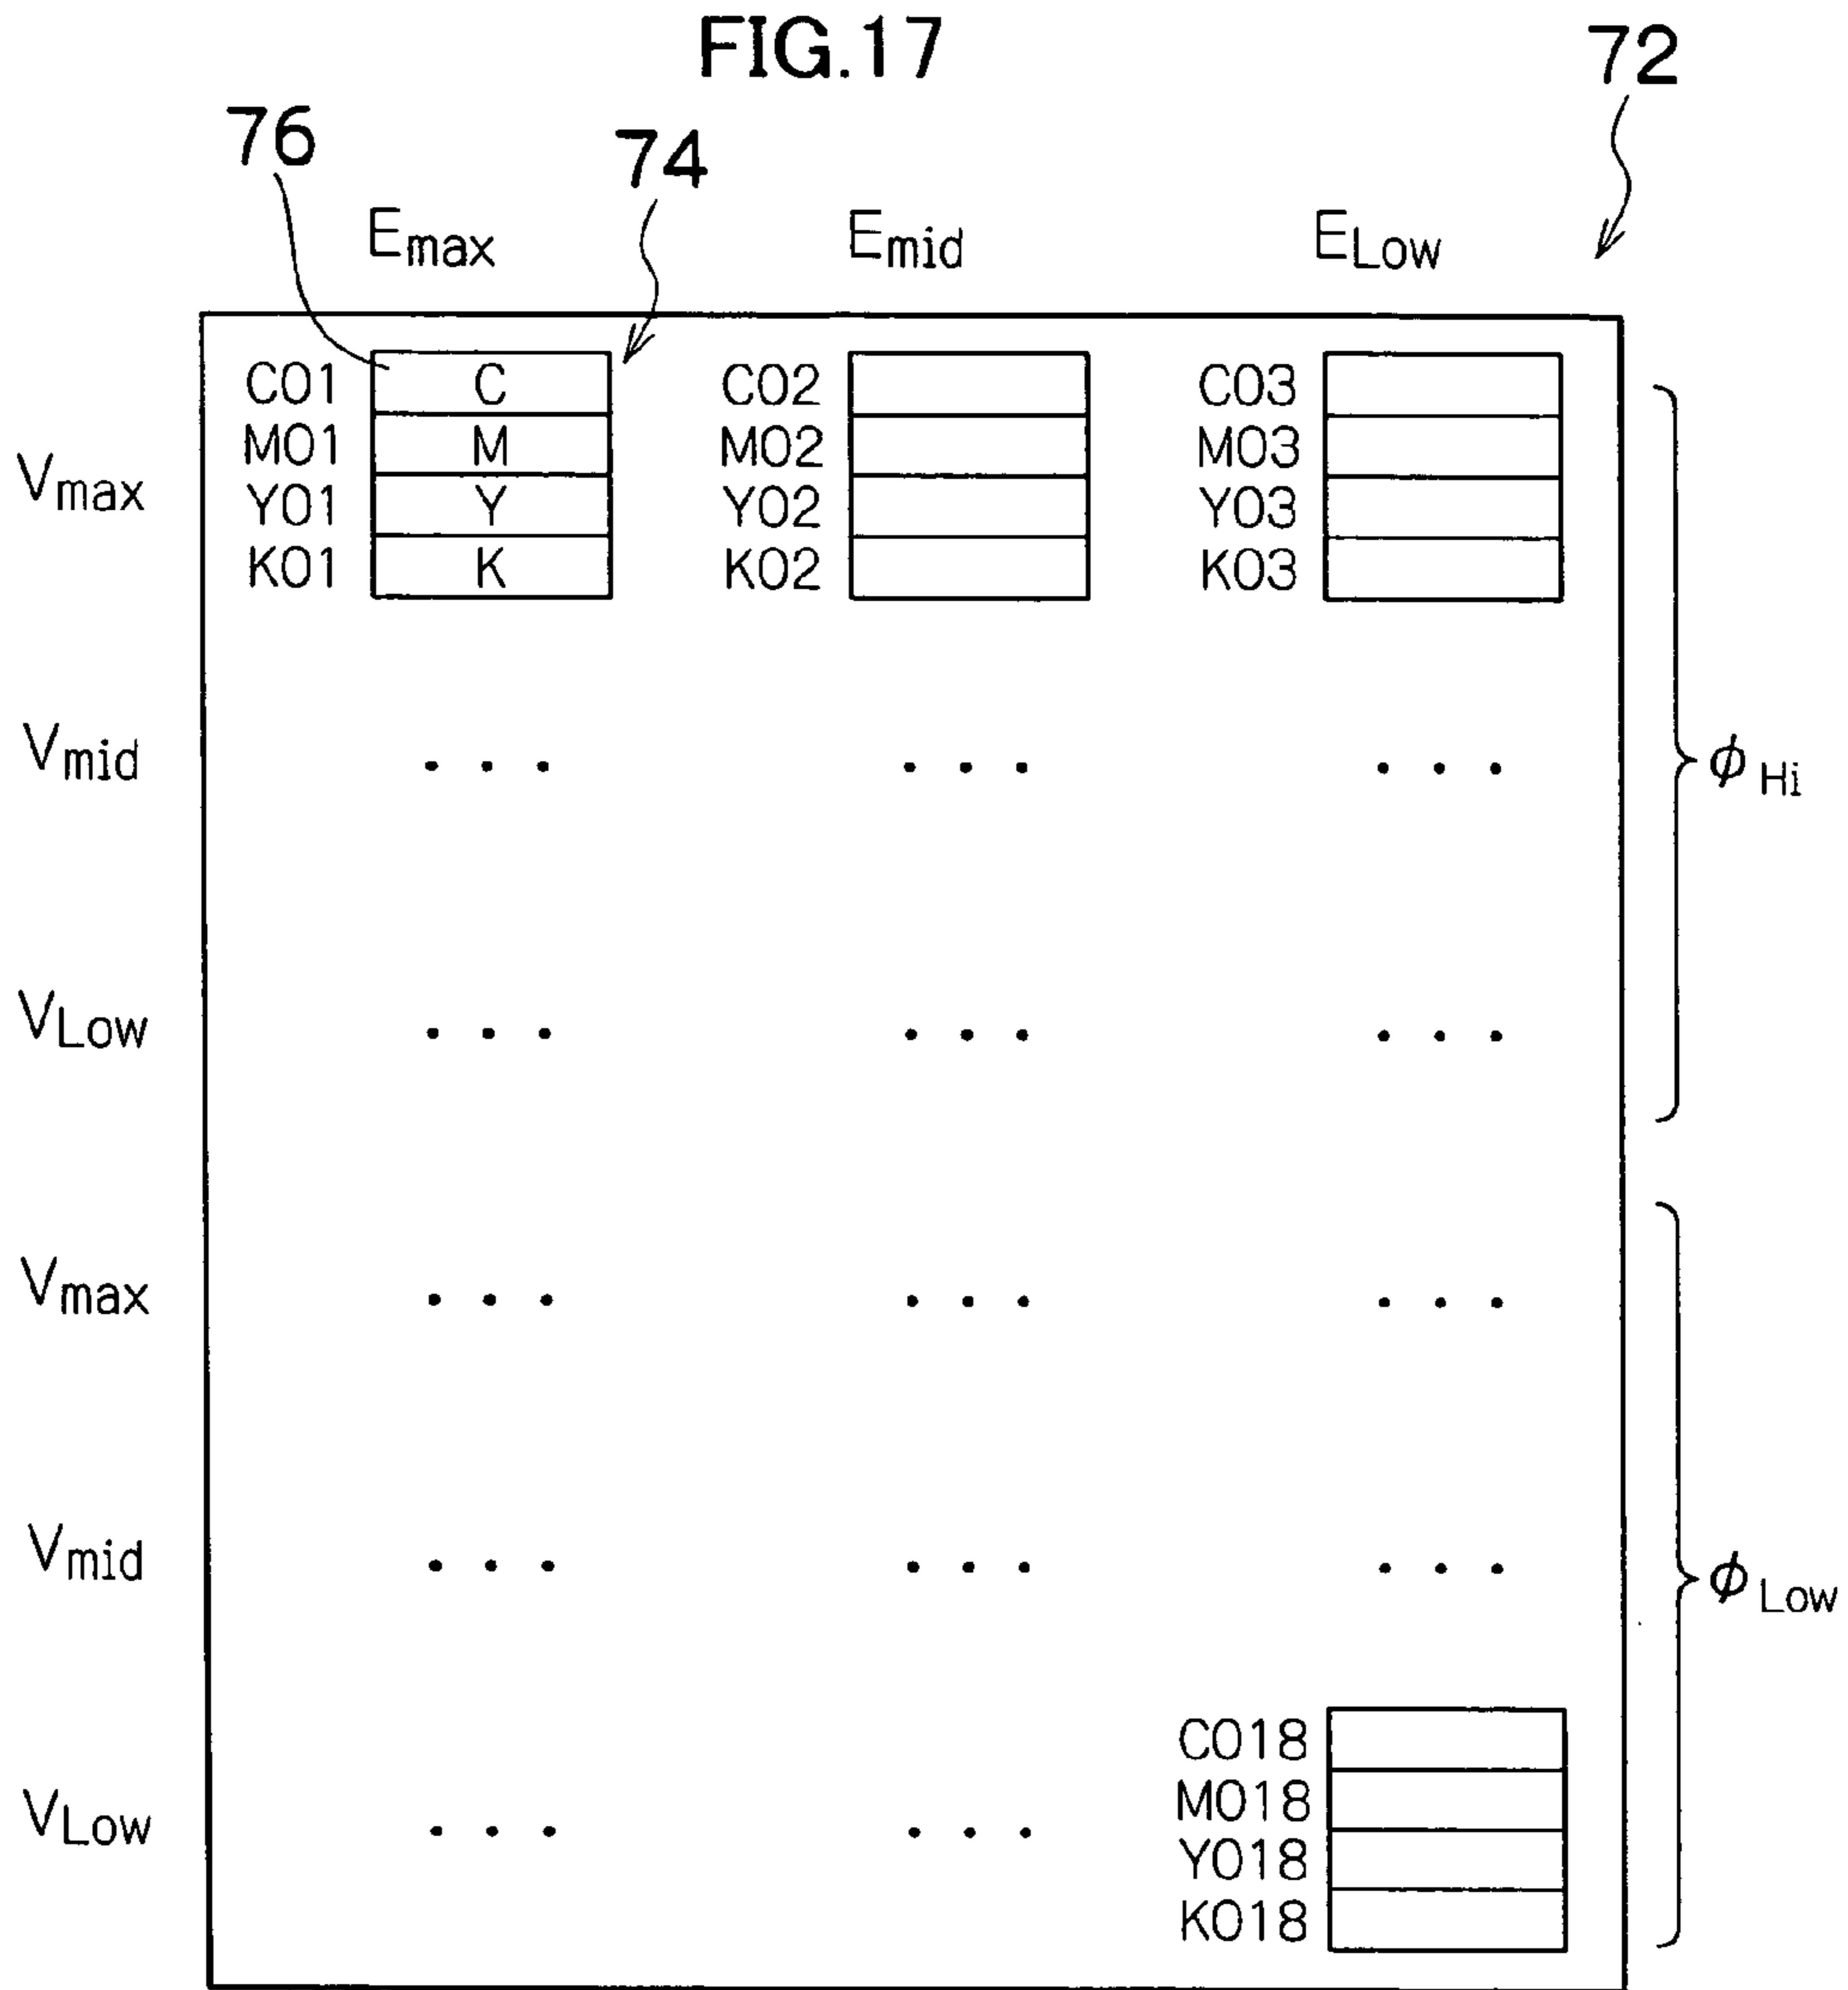 FIG.17
72
76
74
Emax Emid ELow
C01 C C02 C03
M01 M M02 M03
Vmax
Y01 Y Y02 Y03
K01 K K02 K03
Vmid ... ... ... ϕHi
VLow ... ... ...
Vmax ... ... ...
Vmid ... ... ... ϕLow
C018
M018
VLow ... ...
Y018
K018